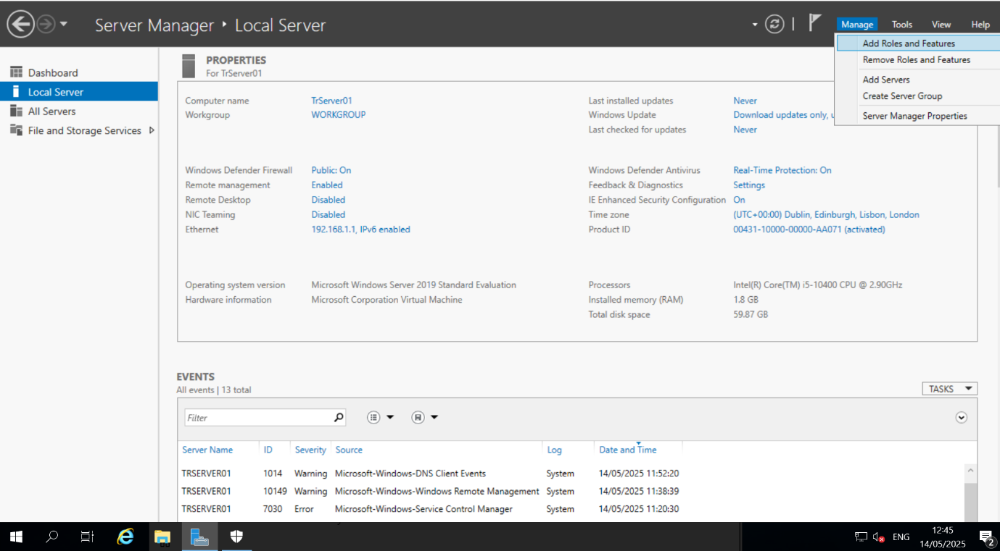 Server Manager ‣ Local Server
Manage Tools View Help
Add Roles and Features
Remove Roles and Features
Add Servers
Create Server Group
Server Manager Properties
Dashboard
Local Server
All Servers
File and Storage Services
PROPERTIES
For TrServer01
Computer name TrServer01
Workgroup WORKGROUP
Last installed updates Never
Windows Update Download updates only,
Last checked for updates Never
Windows Defender Firewall Public: On
Remote management Enabled
Remote Desktop Disabled
NIC Teaming Disabled
Ethernet 192.168.1.1, IPv6 enabled
Windows Defender Antivirus Real-Time Protection: On
Feedback & Diagnostics Settings
IE Enhanced Security Configuration On
Time zone (UTC+00:00) Dublin, Edinburgh, Lisbon, London
Product ID 00431-10000-00000-AA071 (activated)
Operating system version Microsoft Windows Server 2019 Standard Evaluation
Hardware information Microsoft Corporation Virtual Machine
Processors Intel(R) Core(TM) i5-10400 CPU @ 2.90GHz
Installed memory (RAM) 1.8 GB
Total disk space 59.87 GB
EVENTS
All events | 13 total
TASKS
Filter
Server Name ID Severity Source Log Date and Time
TRSERVER01 1014 Warning Microsoft-Windows-DNS Client Events System 14/05/2025 11:52:20
TRSERVER01 10149 Warning Microsoft-Windows-Windows Remote Management System 14/05/2025 11:38:39
TRSERVER01 7030 Error Microsoft-Windows-Service Control Manager System 14/05/2025 11:20:30
ENG
12:45
14/05/2025
2